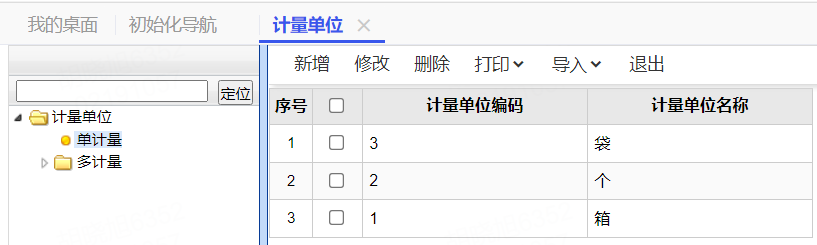 我的桌面 初始化导航 计量单位
新增 修改 删除 打印 导入 退出
定位
计量单位
单计量
多计量
序号 计量单位编码 计量单位名称
1 3 袋
2 2 个
3 1 箱